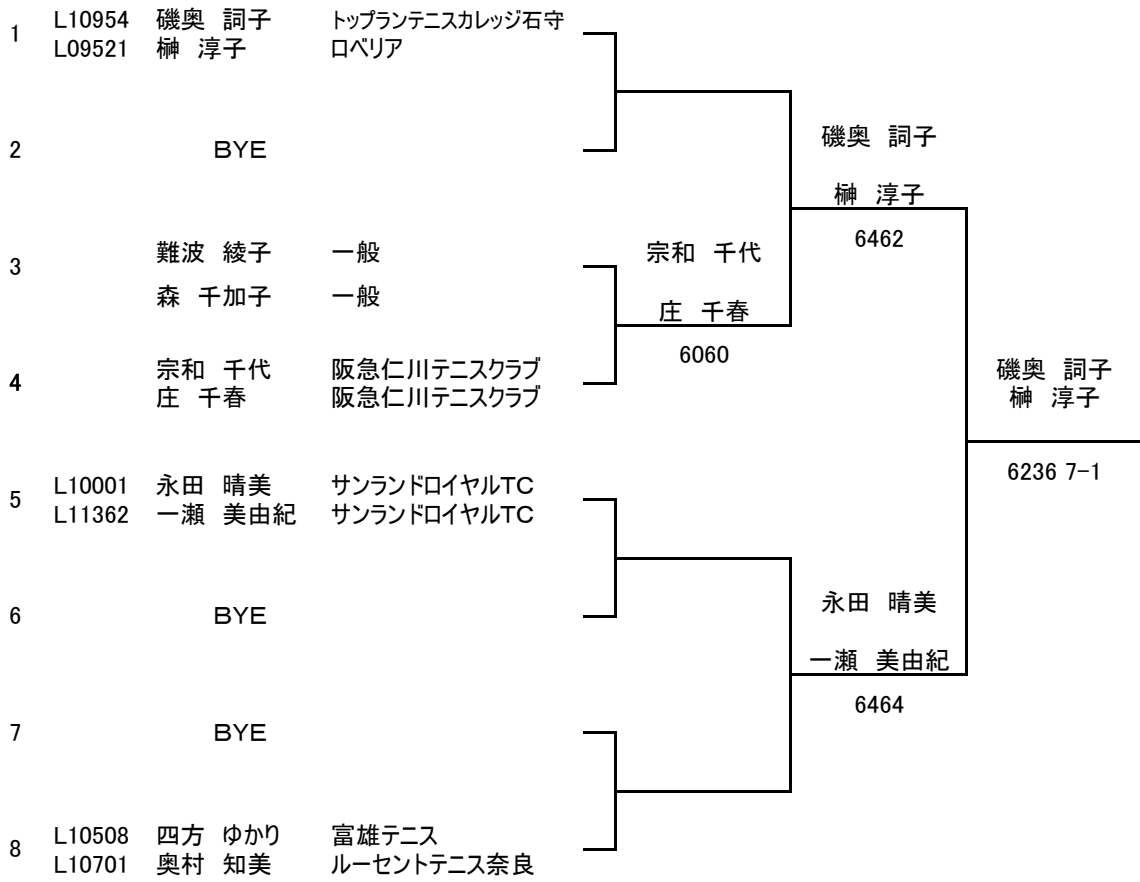 1 L10954 磯奥 詞子 トップランテニスカレッジ石守
L09521 榊 淳子 ロベリア
2 BYE
磯奥 詞子
榊 淳子
6462
3 難波 綾子 一般
森 千加子 一般
宗和 千代
庄 千春
6060
4 宗和 千代 阪急仁川テニスクラブ
庄 千春 阪急仁川テニスクラブ
磯奥 詞子
榊 淳子
6236 7-1
5 L10001 永田 晴美 サンランドロイヤルTC
L11362 一瀬 美由紀 サンランドロイヤルTC
6 BYE
永田 晴美
一瀬 美由紀
6464
7 BYE
8 L10508 四方 ゆかり 富雄テニス
L10701 奥村 知美 ルーセントテニス奈良